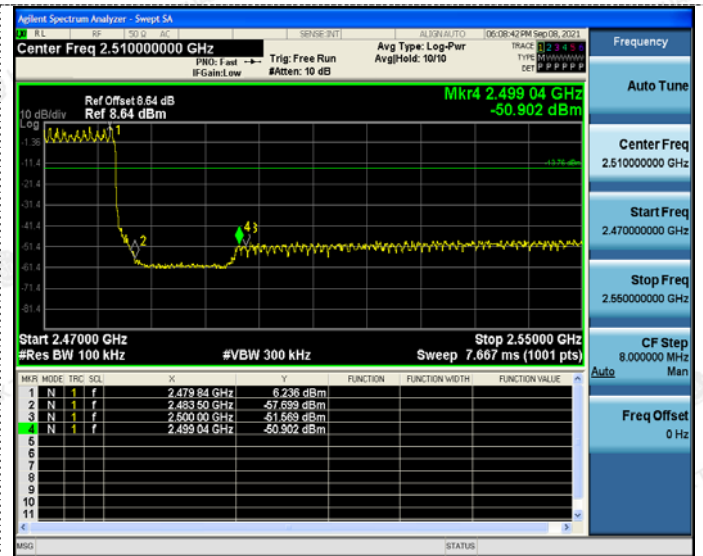 Agilent Spectrum Analyzer - Swept SA
RL RF 50 Ω AC SENSE:INT ALIGNAUTO 06:08:42 PM Sep 08, 2021
Center Freq 2.510000000 GHz
PNO: Fast
IFGain:Low
Trig: Free Run
#Atten: 10 dB
Avg Type: Log-Pwr
Avg|Hold: 10/10
TRACE 1 2 3 4 5 6
TYPE M W W W W W
DET P P P P P P
Mkr4 2.499 04 GHz
-50.902 dBm
Ref Offset 8.64 dB
10 dB/div Ref 8.64 dBm
Log
1
-1.36
-11.4
-13.76 dBm
-21.4
-31.4
-41.4
2
4 3
-51.4
-61.4
-71.4
-81.4
Start 2.47000 GHz Stop 2.55000 GHz
#Res BW 100 kHz #VBW 300 kHz Sweep 7.667 ms (1001 pts)
MKR MODE TRC SCL X Y FUNCTION FUNCTION WIDTH FUNCTION VALUE
1 N 1 f 2.479 84 GHz 6.236 dBm
2 N 1 f 2.483 50 GHz -57.699 dBm
3 N 1 f 2.500 00 GHz -51.569 dBm
4 N 1 f 2.499 04 GHz -50.902 dBm
5
6
7
8
9
10
11
MSG STATUS
Frequency
Auto Tune
Center Freq
2.510000000 GHz
Start Freq
2.470000000 GHz
Stop Freq
2.550000000 GHz
CF Step
8.000000 MHz
Auto Man
Freq Offset
0 Hz